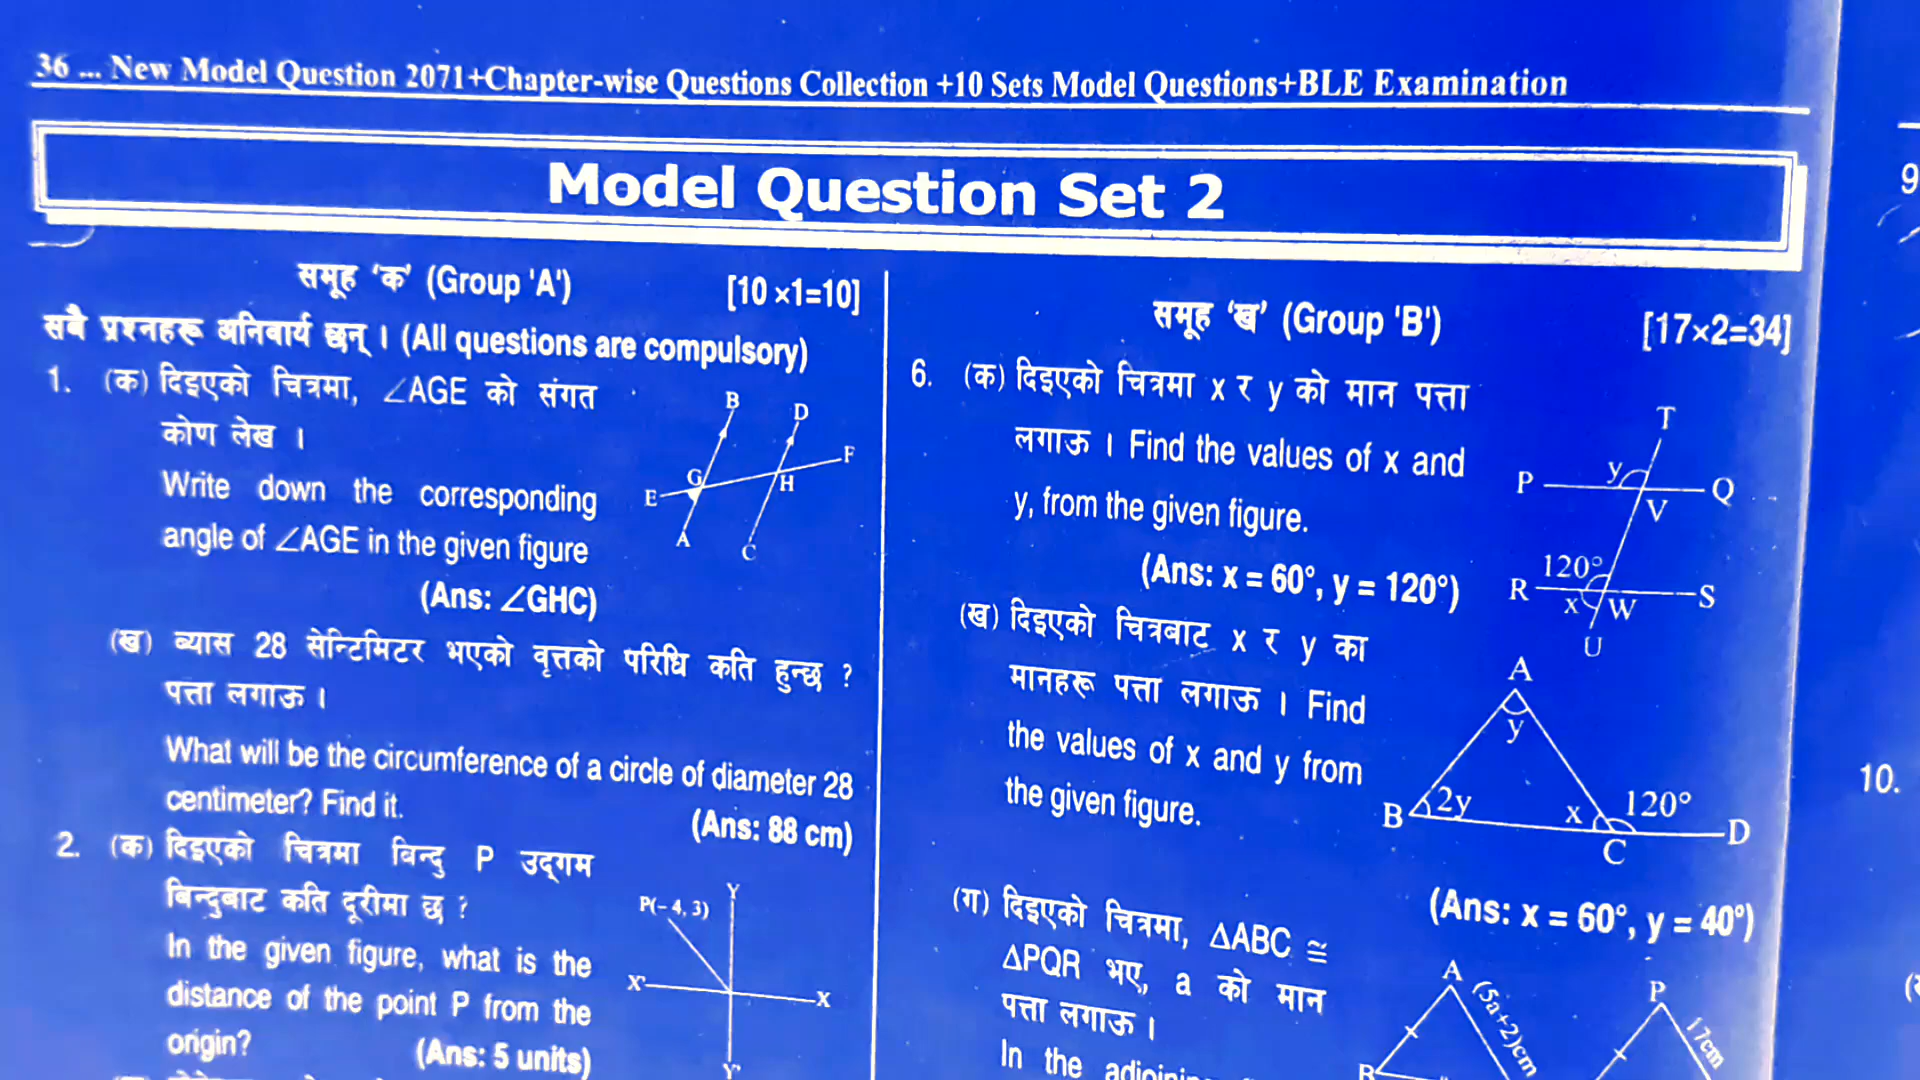 36 ... New Model Question 2071+Chapter-wise Questions Collection +10 Sets Model Questions+BLE Examination
Model Question Set 2
समूह ‘क’ (Group 'A') [10 ×1=10]
सबै प्रश्नहरू अनिवार्य छन् । (All questions are compulsory)
1. (क) दिइएको चित्रमा, ∠AGE को संगत
कोण लेख ।
Write down the corresponding
angle of ∠AGE in the given figure
(Ans: ∠GHC)
B
D
F
G
H
E
A
C
(ख) व्यास 28 सेन्टिमिटर भएको वृत्तको परिधि कति हुन्छ ?
पत्ता लगाऊ ।
What will be the circumference of a circle of diameter 28
centimeter? Find it.
(Ans: 88 cm)
2. (क) दिइएको चित्रमा बिन्दु P उद्‌गम
बिन्दुबाट कति दूरीमा छ ?
In the given figure, what is the
distance of the point P from the
origin?
(Ans: 5 units)
Y
P(– 4, 3)
X'
X
Y'
समूह ‘ख’ (Group 'B') [17×2=34]
6. (क) दिइएको चित्रमा x र y को मान पत्ता
लगाऊ । Find the values of x and
y, from the given figure.
(Ans: x = 60°, y = 120°)
T
y
P
Q
V
120°
R
S
x
W
U
(ख) दिइएको चित्रबाट x र y का
मानहरू पत्ता लगाऊ । Find
the values of x and y from
the given figure.
A
y
B
2y
x
120°
D
C
(Ans: x = 60°, y = 40°)
(ग) दिइएको चित्रमा, ΔABC ≅
ΔPQR भए, a को मान
पत्ता लगाऊ ।
In the
A
(5a+2)cm
P
17cm
B
9
10.